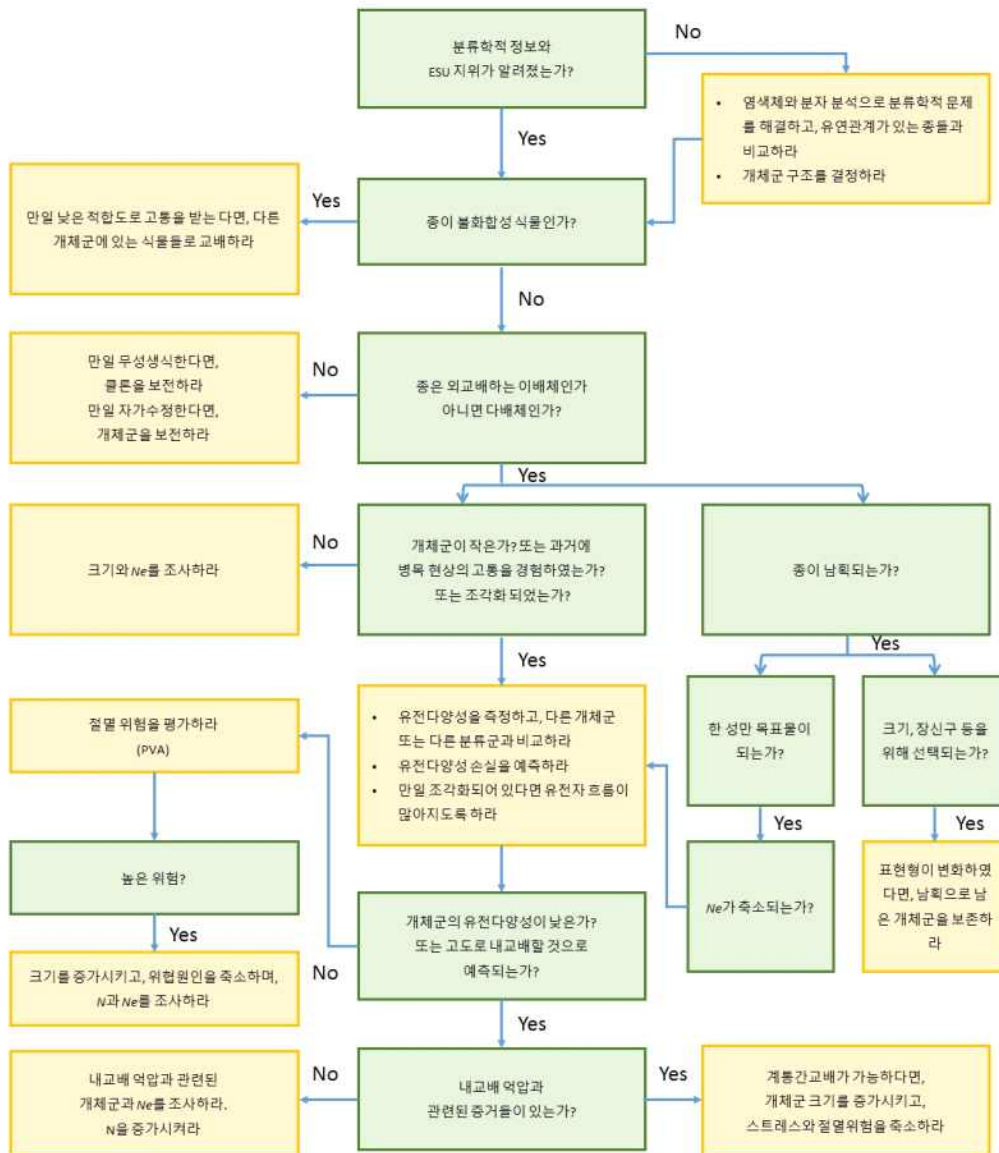 분류학적 정보와
ESU 지위가 알려졌는가?
No
• 염색체와 분자 분석으로 분류학적 문제
를 해결하고, 유연관계가 있는 종들과
비교하라
• 개체군 구조를 결정하라
Yes
만일 낮은 적합도로 고통을 받는 다면, 다른
개체군에 있는 식물들로 교배하라
Yes
종이 불화합성 식물인가?
No
만일 무성생식한다면,
클론을 보전하라
만일 자가수정한다면,
개체군을 보전하라
No
종은 외교배하는 이배체인가
아니면 다배체인가?
Yes
크기와 Ne를 조사하라
No
개체군이 작은가? 또는 과거에
병목 현상의 고통을 경험하였는가?
또는 조각화 되었는가?
종이 남획되는가?
Yes
Yes
절멸 위험을 평가하라
(PVA)
• 유전다양성을 측정하고, 다른 개체군
또는 다른 분류군과 비교하라
• 유전다양성 손실을 예측하라
• 만일 조각화되어 있다면 유전자 흐름이
많아지도록 하라
한 성만 목표물이
되는가?
크기, 장신구 등을
위해 선택되는가?
Yes
Yes
높은 위험?
Yes
개체군의 유전다양성이 낮은가?
또는 고도로 내교배할 것으로
예측되는가?
Ne가 축소되는가?
표현형이 변화하였
다면, 남획으로 남
은 개체군을 보존하
라
크기를 증가시키고, 위협원인을 축소하며,
N과 Ne를 조사하라
No
Yes
내교배 억압과 관련된
개체군과 Ne를 조사하라.
N을 증가시켜라
No
내교배 억압과
관련된 증거들이 있는가?
Yes
계통간교배가 가능하다면,
개체군 크기를 증가시키고,
스트레스와 절멸위험을 축소하라